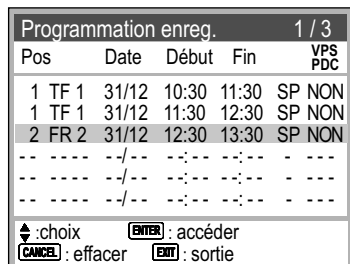 Programmation enreg. 1 / 3
Pos Date Début Fin VPS PDC
1 TF 1 31/12 10:30 11:30 SP NON
1 TF 1 31/12 11:30 12:30 SP NON
2 FR 2 31/12 12:30 13:30 SP NON
- - - - - - - -/- - - -:- - - -:- - - - - -
- - - - - - - -/- - - -:- - - -:- - - - - -
- - - - - - - -/- - - -:- - - -:- - - - - -
:choix ENTER : accéder
CANCEL : effacer EXIT : sortie